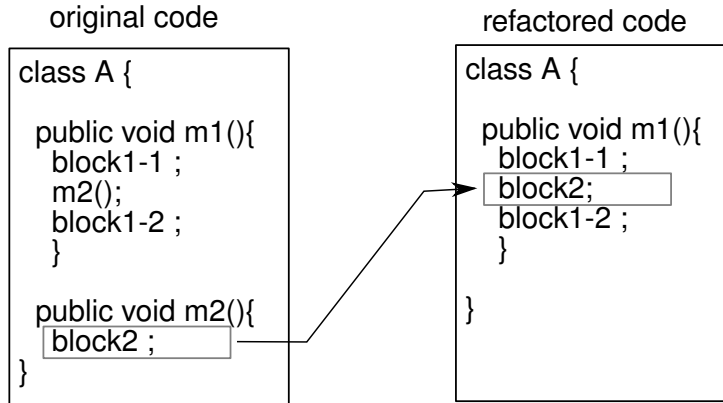 original code
class A {
public void m1(){
block1-1 ;
m2();
block1-2 ;
}
public void m2(){
block2 ;
}
refactored code
class A {
public void m1(){
block1-1 ;
block2;
block1-2 ;
}
}